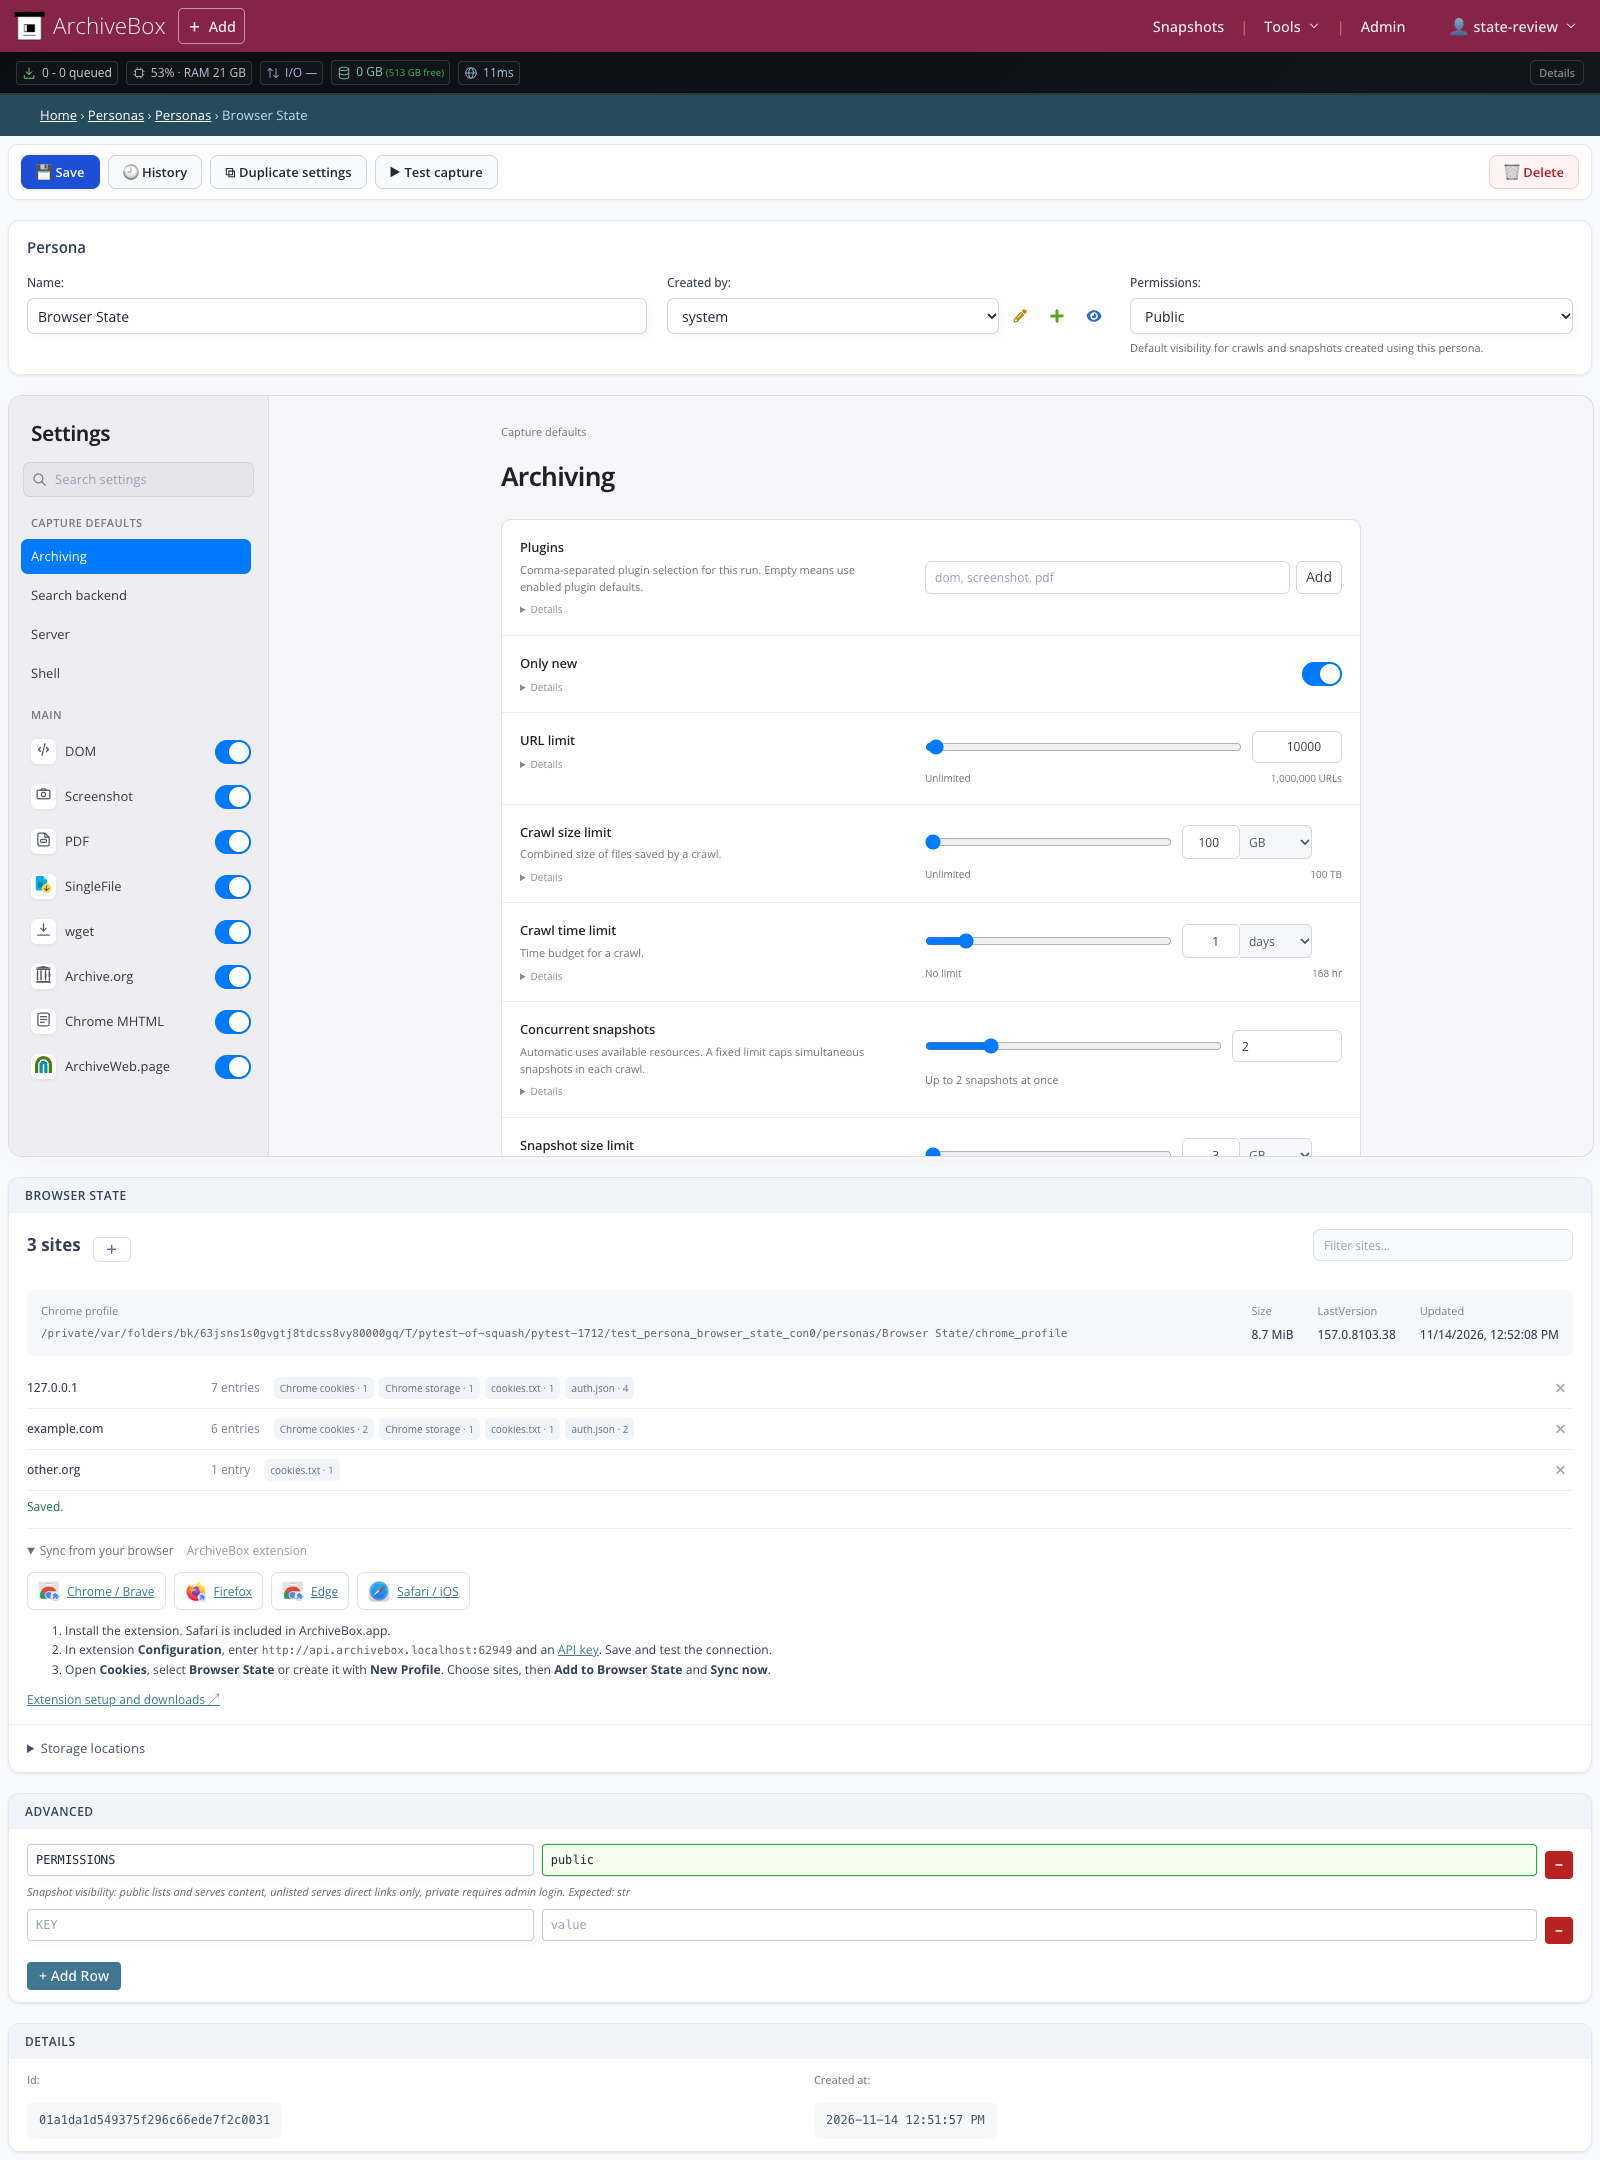 ArchiveBox
+ Add
Snapshots | Tools | Admin
state-review
0 - 0 queued
53% · RAM 21 GB
I/O —
0 GB (513 GB free)
11ms
Details
Home › Personas › Personas › Browser State
Save
History
Duplicate settings
Test capture
Delete
Persona
Name:
Created by:
Permissions:
Browser State
system
Public
Default visibility for crawls and snapshots created using this persona.
Settings
Search settings
CAPTURE DEFAULTS
Archiving
Search backend
Server
Shell
MAIN
DOM
Screenshot
PDF
SingleFile
wget
Archive.org
Chrome MHTML
ArchiveWeb.page
Capture defaults
Archiving
Plugins
Comma-separated plugin selection for this run. Empty means use
enabled plugin defaults.
Details
dom, screenshot, pdf
Add
Only new
Details
URL limit
Details
10000
Unlimited
1,000,000 URLs
Crawl size limit
Combined size of files saved by a crawl.
Details
100
GB
Unlimited
100 TB
Crawl time limit
Time budget for a crawl.
Details
1
days
No limit
168 hr
Concurrent snapshots
Automatic uses available resources. A fixed limit caps simultaneous
snapshots in each crawl.
Details
2
Up to 2 snapshots at once
Snapshot size limit
3
GB
BROWSER STATE
3 sites
+
Filter sites...
Chrome profile
/private/var/folders/bk/63jsns1s0gvgtj8tdcss8vy80000gq/T/pytest-of-squash/pytest-1712/test_persona_browser_state_con0/personas/Browser State/chrome_profile
Size
8.7 MiB
LastVersion
157.0.8103.38
Updated
11/14/2026, 12:52:08 PM
127.0.0.1 7 entries Chrome cookies · 1 Chrome storage · 1 cookies.txt · 1 auth.json · 4 ×
example.com 6 entries Chrome cookies · 2 Chrome storage · 1 cookies.txt · 1 auth.json · 2 ×
other.org 1 entry cookies.txt · 1 ×
Saved.
Sync from your browser ArchiveBox extension
Chrome / Brave
Firefox
Edge
Safari / iOS
1. Install the extension. Safari is included in ArchiveBox.app.
2. In extension Configuration, enter http://api.archivebox.localhost:62949 and an API key. Save and test the connection.
3. Open Cookies, select Browser State or create it with New Profile. Choose sites, then Add to Browser State and Sync now.
Extension setup and downloads ↗
Storage locations
ADVANCED
PERMISSIONS
public
−
Snapshot visibility: public lists and serves content, unlisted serves direct links only, private requires admin login. Expected: str
KEY
value
−
+ Add Row
DETAILS
Id:
Created at:
01a1da1d549375f296c66ede7f2c0031
2026-11-14 12:51:57 PM